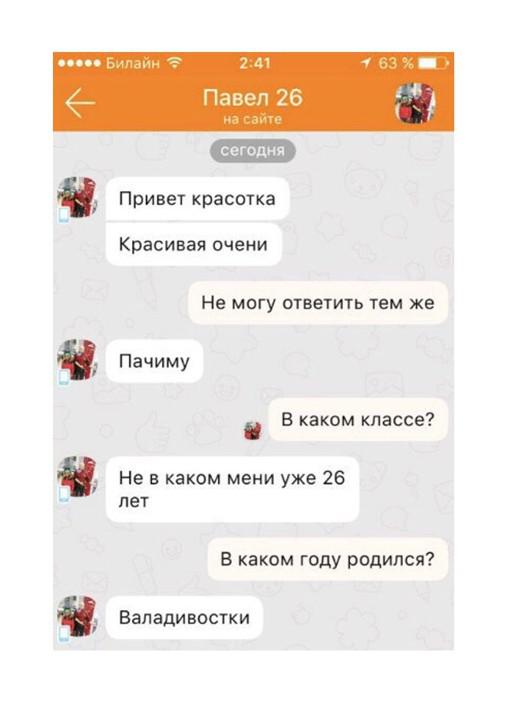 Билайн 2:41 63 %
Павел 26
на сайте
сегодня
Привет красотка
Красивая очени
Не могу ответить тем же
Пачиму
В каком классе?
Не в каком мени уже 26
лет
В каком году родился?
Валадивостки